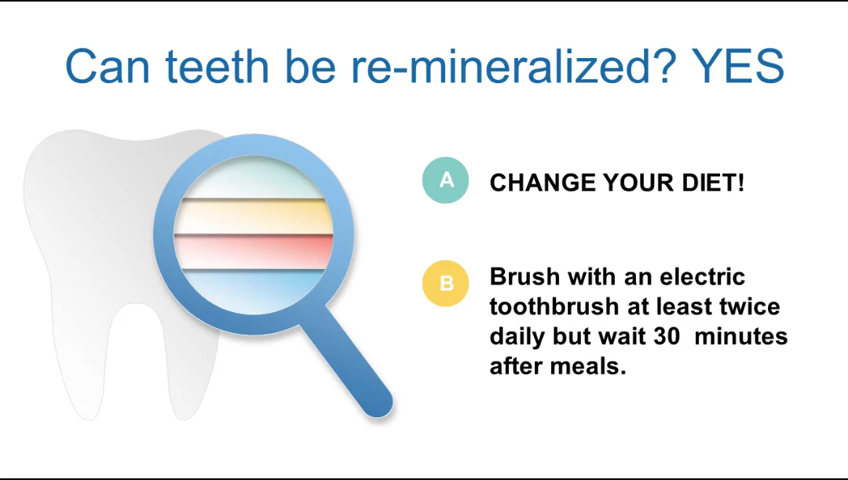 Can teeth be re-mineralized? YES
A
CHANGE YOUR DIET!
B
Brush with an electric
toothbrush at least twice
daily but wait 30  minutes
after meals.